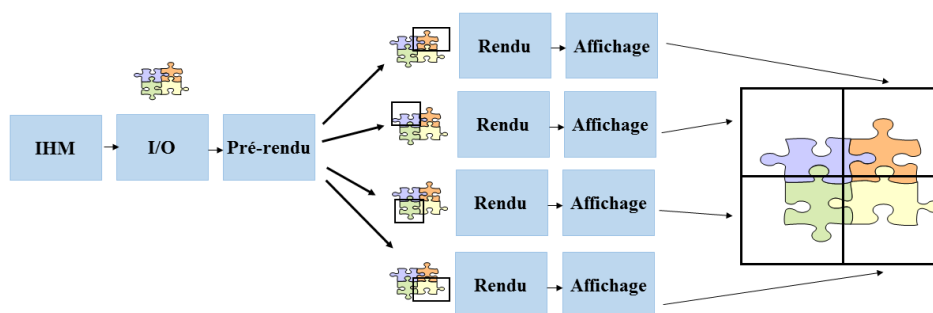 Rendu
Affichage
Rendu
Affichage
IHM
I/O
Pré-rendu
Rendu
Affichage
Rendu
Affichage